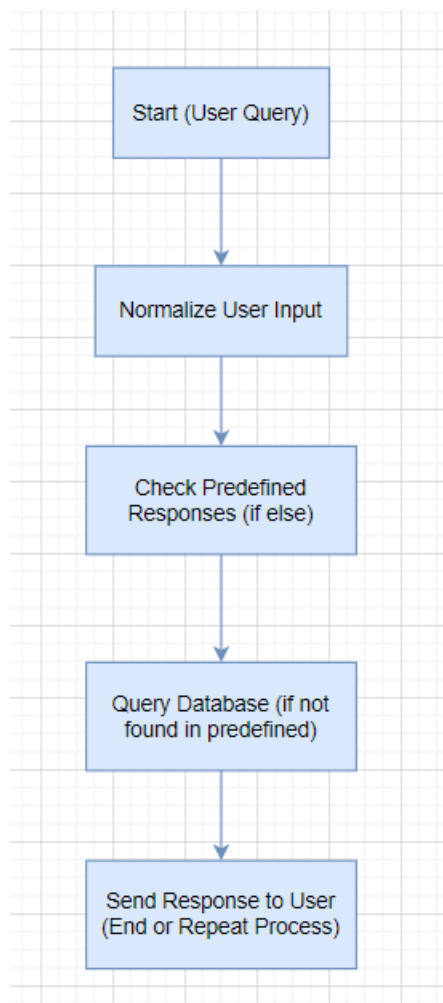 Start (User Query)
Normalize User Input
Check Predefined
Responses (if else)
Query Database (if not
found in predefined)
Send Response to User
(End or Repeat Process)